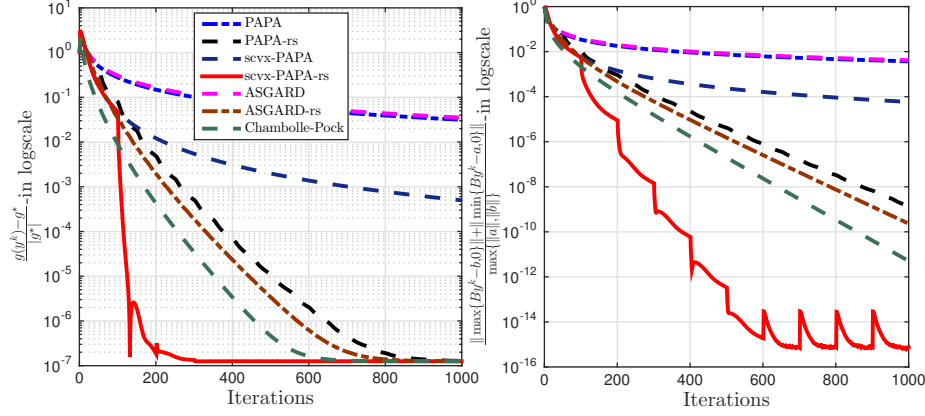 10^1
10^0
10^-1
10^-2
10^-3
10^-4
10^-5
10^-6
10^-7
0 200 400 600 800 1000
Iterations
g(y^k)−g^⋆ / |g^⋆| -in logscale
PAPA
PAPA-rs
scvx-PAPA
scvx-PAPA-rs
ASGARD
ASGARD-rs
Chambolle-Pock
10^0
10^-2
10^-4
10^-6
10^-8
10^-10
10^-12
10^-14
10^-16
0 200 400 600 800 1000
Iterations
‖max{By^k−b,0}‖+‖min{By^k−a,0}‖ / max{‖a‖,‖b‖} -in logscale